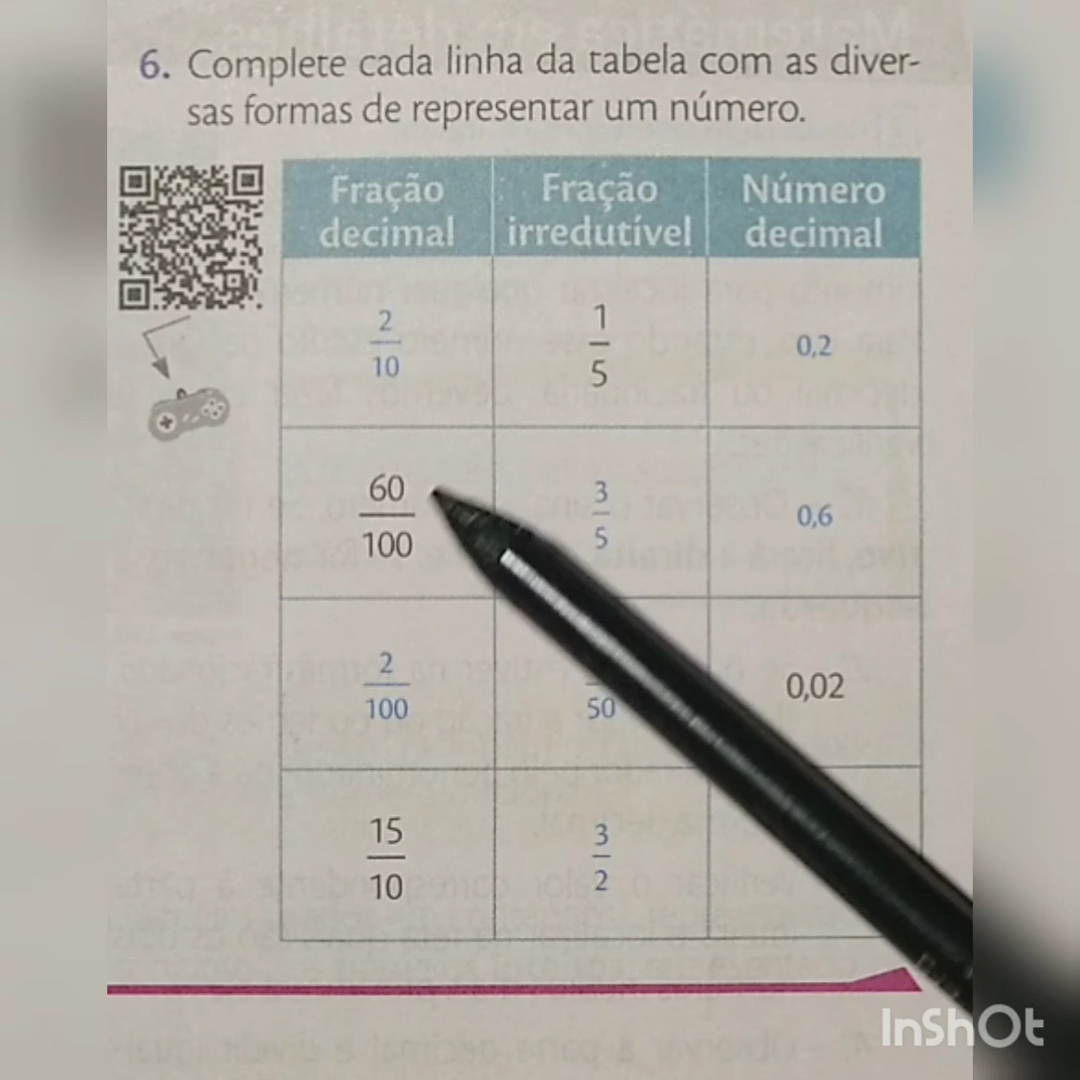 6. Complete cada linha da tabela com as diver-
sas formas de representar um número.
Fração decimal
Fração irredutível
Número decimal
2/10 1/5 0,2
60/100 3/5 0,6
2/100 /50 0,02
15/10 3/2
InShOt